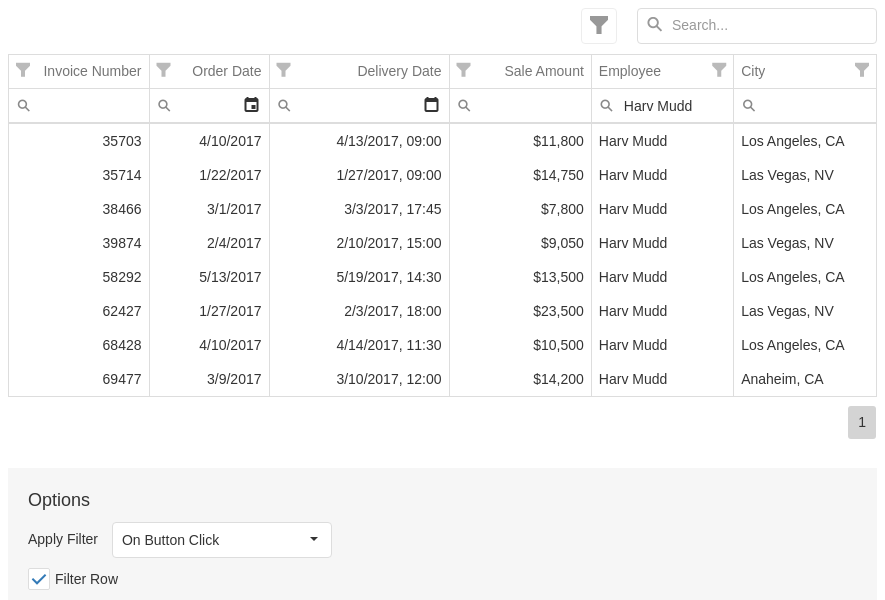 Search...
Invoice Number Order Date Delivery Date Sale Amount Employee City
Harv Mudd
35703 4/10/2017 4/13/2017, 09:00 $11,800 Harv Mudd Los Angeles, CA
35714 1/22/2017 1/27/2017, 09:00 $14,750 Harv Mudd Las Vegas, NV
38466 3/1/2017 3/3/2017, 17:45 $7,800 Harv Mudd Los Angeles, CA
39874 2/4/2017 2/10/2017, 15:00 $9,050 Harv Mudd Las Vegas, NV
58292 5/13/2017 5/19/2017, 14:30 $13,500 Harv Mudd Los Angeles, CA
62427 1/27/2017 2/3/2017, 18:00 $23,500 Harv Mudd Las Vegas, NV
68428 4/10/2017 4/14/2017, 11:30 $10,500 Harv Mudd Los Angeles, CA
69477 3/9/2017 3/10/2017, 12:00 $14,200 Harv Mudd Anaheim, CA
1
Options
Apply Filter On Button Click
Filter Row